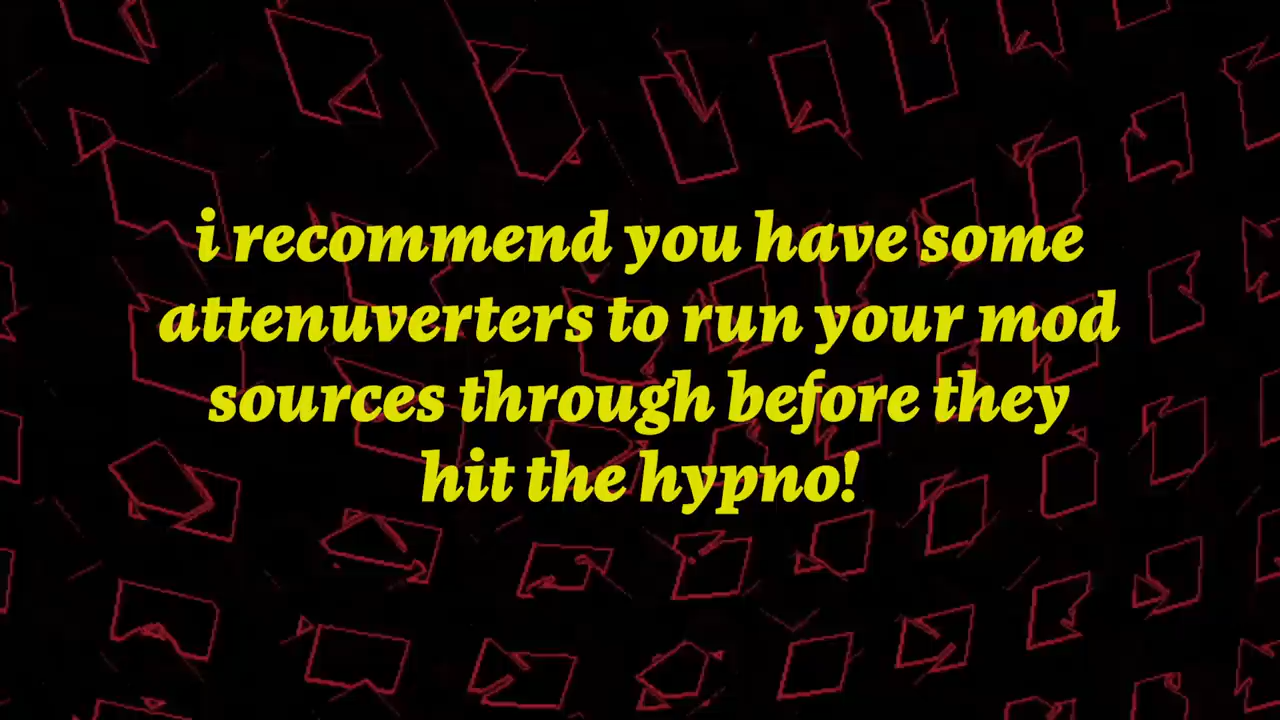 i recommend you have some
attenuverters to run your mod
sources through before they
hit the hypno!